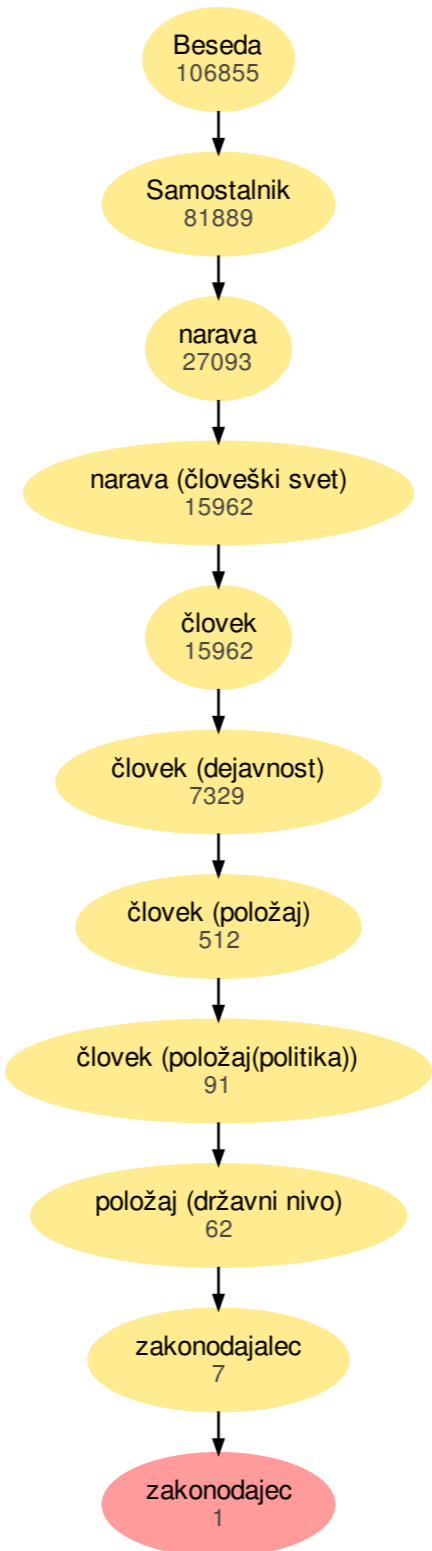 Beseda
106855
Samostalnik
81889
narava
27093
narava (človeški svet)
15962
človek
15962
človek (dejavnost)
7329
človek (položaj)
512
človek (položaj(politika))
91
položaj (državni nivo)
62
zakonodajalec
7
zakonodajec
1